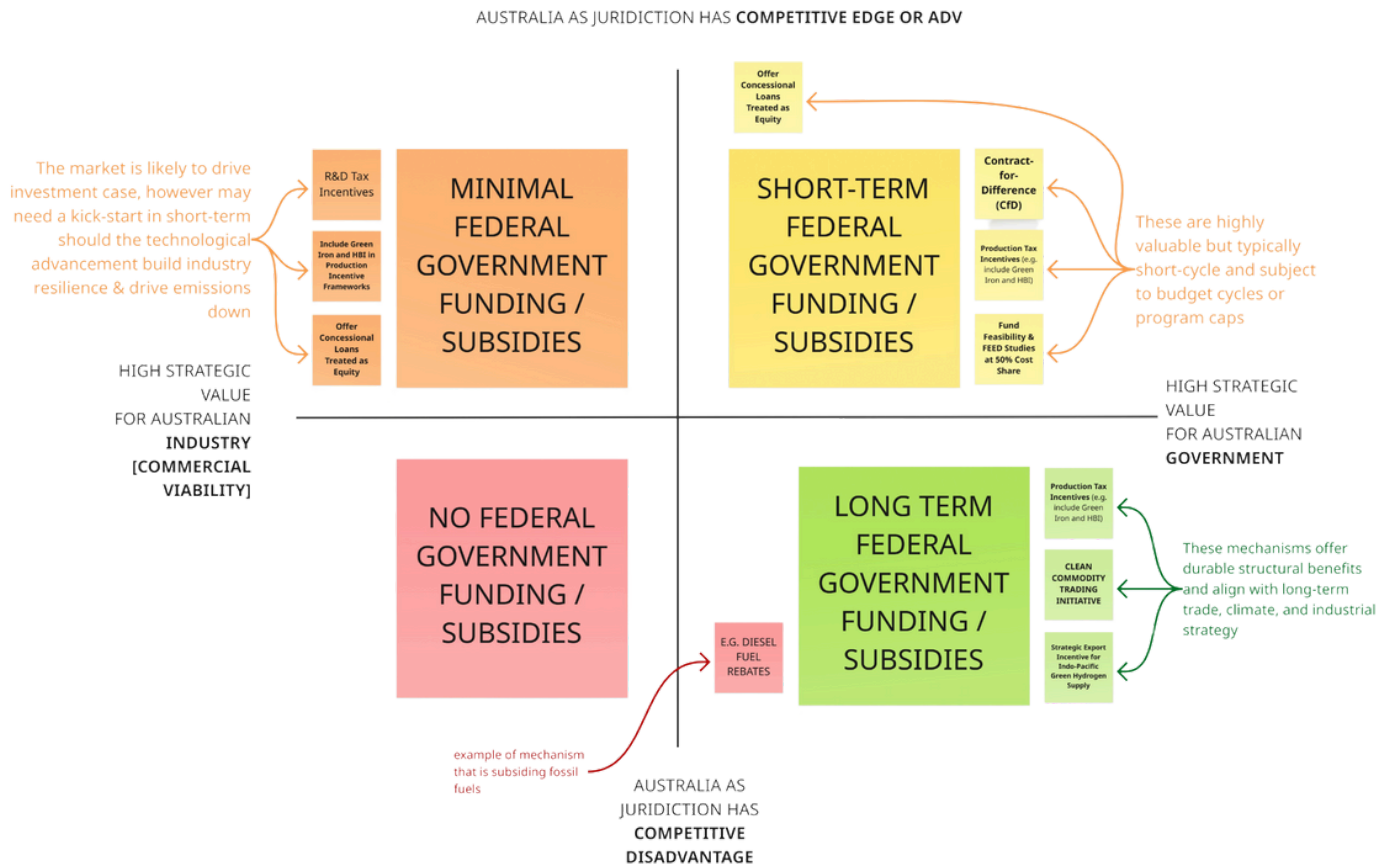 AUSTRALIA AS JURIDICTION HAS COMPETITIVE EDGE OR ADV
Offer
Concessional
Loans
Treated as
Equity
The market is likely to drive
investment case, however may
need a kick-start in short-term
should the technological
advancement build industry
resilience & drive emissions
down
R&D Tax
Incentives
Include Green
Iron and HBI in
Production
Incentive
Frameworks
Offer
Concessional
Loans
Treated as
Equity
MINIMAL
FEDERAL
GOVERNMENT
FUNDING /
SUBSIDIES
SHORT-TERM
FEDERAL
GOVERNMENT
FUNDING /
SUBSIDIES
Contract-
for-
Difference
(CfD)
Production Tax
Incentives (e.g.
include Green
Iron and HBI)
Fund
Feasibility &
FEED Studies
at 50% Cost
Share
These are highly
valuable but typically
short-cycle and subject
to budget cycles or
program caps
HIGH STRATEGIC
VALUE
FOR AUSTRALIAN
INDUSTRY
[COMMERCIAL
VIABILITY]
HIGH STRATEGIC
VALUE
FOR AUSTRALIAN
GOVERNMENT
NO FEDERAL
GOVERNMENT
FUNDING /
SUBSIDIES
E.G. DIESEL
FUEL
REBATES
LONG TERM
FEDERAL
GOVERNMENT
FUNDING /
SUBSIDIES
Production Tax
Incentives (e.g.
include Green
Iron and HBI)
CLEAN
COMMODITY
TRADING
INITIATIVE
Strategic Export
Incentive for
Indo-Pacific
Green Hydrogen
Supply
These mechanisms offer
durable structural benefits
and align with long-term
trade, climate, and industrial
strategy
example of mechanism
that is subsiding fossil
fuels
AUSTRALIA AS
JURIDICTION HAS
COMPETITIVE
DISADVANTAGE